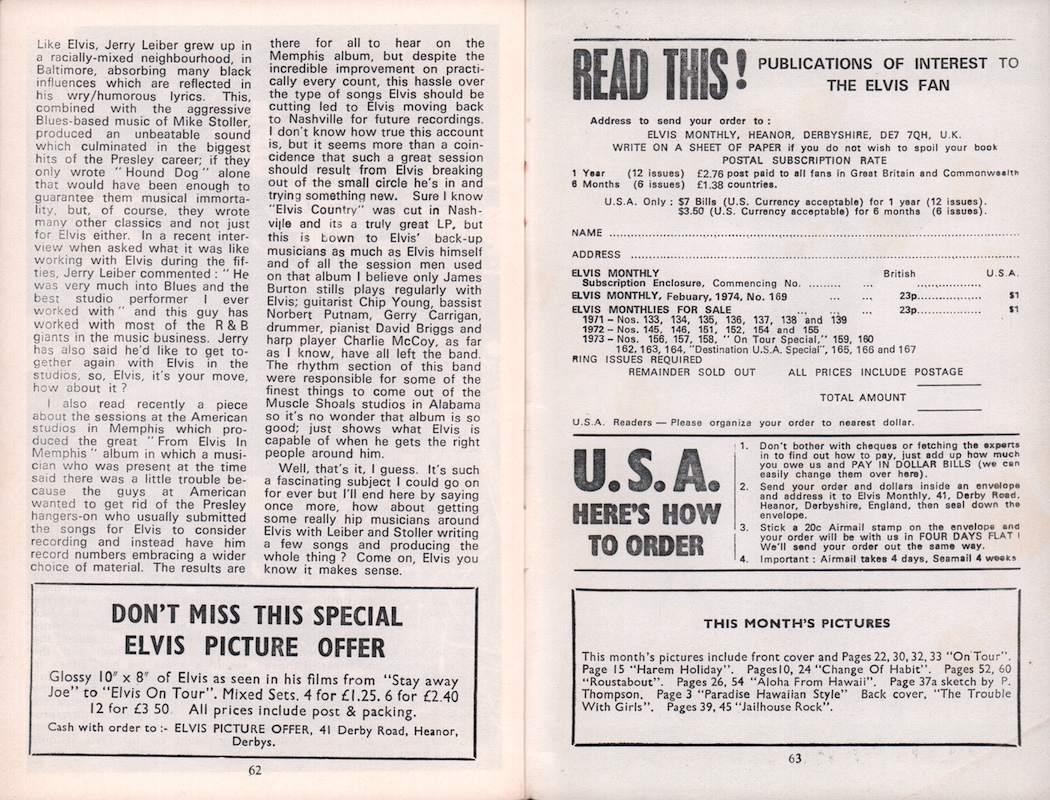 Like Elvis, Jerry Leiber grew up in
a racially-mixed neighbourhood, in
Baltimore, absorbing many black
influences which are reflected in
his wry/humorous lyrics. This,
combined with the aggressive
Blues-based music of Mike Stoller,
produced an unbeatable sound
which culminated in the biggest
hits of the Presley career; if they
only wrote "Hound Dog" alone
that would have been enough to
guarantee them musical immorta-
lity, but, of course, they wrote
many other classics and not just
for Elvis either. In a recent inter-
view when asked what it was like
working with Elvis during the fif-
ties, Jerry Leiber commented : "He
was very much into Blues and the
best studio performer I ever
worked with" and this guy has
worked with most of the R & B
giants in the music business. Jerry
has also said he'd like to get to-
gether again with Elvis in the
studios, so, Elvis, it's your move,
how about it ?
I also read recently a piece
about the sessions at the American
studios in Memphis which pro-
duced the great "From Elvis In
Memphis" album in which a musi-
cian who was present at the time
said there was a little trouble be-
cause the guys at American
wanted to get rid of the Presley
hangers-on who usually submitted
the songs for Elvis to consider
recording and instead have him
record numbers embracing a wider
choice of material. The results are
there for all to hear on the
Memphis album, but despite the
incredible improvement on practi-
cally every count, this hassle over
the type of songs Elvis should be
cutting led to Elvis moving back
to Nashville for future recordings.
I don't know how true this account
is, but it seems more than a coin-
cidence that such a great session
should result from Elvis breaking
out of the small circle he's in and
trying something new. Sure I know
"Elvis Country" was cut in Nash-
ville and its a truly great LP, but
this is bown to Elvis' back-up
musicians as much as Elvis himself
and of all the session men used
on that album I believe only James
Burton stills plays regularly with
Elvis; guitarist Chip Young, bassist
Norbert Putnam, Gerry Carrigan,
drummer, pianist David Briggs and
harp player Charlie McCoy, as far
as I know, have all left the band.
The rhythm section of this band
were responsible for some of the
finest things to come out of the
Muscle Shoals studios in Alabama
so it's no wonder that album is so
good; just shows what Elvis is
capable of when he gets the right
people around him.
Well, that's it, I guess. It's such
a fascinating subject I could go on
for ever but I'll end here by saying
once more, how about getting
some really hip musicians around
Elvis with Leiber and Stoller writing
a few songs and producing the
whole thing ? Come on, Elvis you
know it makes sense.
DON'T MISS THIS SPECIAL
ELVIS PICTURE OFFER
Glossy 10" x 8" of Elvis as seen in his films from "Stay away
Joe" to "Elvis On Tour". Mixed Sets. 4 for £1.25. 6 for £2.40
12 for £3 50. All prices include post & packing.
Cash with order to :- ELVIS PICTURE OFFER, 41 Derby Road, Heanor,
Derbys.
62
READ THIS! PUBLICATIONS OF INTEREST TO
THE ELVIS FAN
Address to send your order to :
ELVIS MONTHLY, HEANOR, DERBYSHIRE, DE7 7QH, U.K.
WRITE ON A SHEET OF PAPER if you do not wish to spoil your book
POSTAL SUBSCRIPTION RATE
1 Year (12 issues) £2.76 post paid to all fans in Great Britain and Commonwealth
6 Months (6 issues) £1.38 countries.
U.S.A. Only : $7 Bills (U.S. Currency acceptable) for 1 year (12 issues).
$3.50 (U.S. Currency acceptable) for 6 months (6 issues).
NAME ........................................
ADDRESS ........................................
ELVIS MONTHLY British U.S.A.
Subscription Enclosure, Commencing No. ........ ... ................
ELVIS MONTHLY, Febuary, 1974, No. 169 ... ... 23p................ $1
ELVIS MONTHLIES FOR SALE ... ... ... 23p................ $1
1971 – Nos. 133, 134, 135, 136, 137, 138 and 139
1972 – Nos. 145, 146, 151, 152, 154 and 155
1973 – Nos. 156, 157, 158, "On Tour Special," 159, 160
162, 163, 164, "Destination U.S.A. Special", 165, 166 and 167
RING ISSUES REQUIRED
REMAINDER SOLD OUT ALL PRICES INCLUDE POSTAGE
TOTAL AMOUNT
U.S.A. Readers — Please organize your order to nearest dollar.
U.S.A.
HERE'S HOW
TO ORDER
1. Don't bother with cheques or fetching the experts
in to find out how to pay, just add up how much
you owe us and PAY IN DOLLAR BILLS (we can
easily change them over here).
2. Send your order and dollars inside an envelope
and address it to Elvis Monthly, 41, Derby Road,
Heanor, Derbyshire, England, then seal down the
envelope.
3. Stick a 20c Airmail stamp on the envelope and
your order will be with us in FOUR DAYS FLAT !
We'll send your order out the same way.
4. Important : Airmail takes 4 days, Seamail 4 weeks
THIS MONTH'S PICTURES
This month's pictures include front cover and Pages 22, 30, 32, 33 "On Tour".
Page 15 "Harem Holiday". Pages10, 24 "Change Of Habit". Pages 52, 60
"Roustabout". Pages 26, 54 "Aloha From Hawaii". Page 37a sketch by P.
Thompson. Page 3 "Paradise Hawaiian Style" Back cover, "The Trouble
With Girls". Pages 39, 45 "Jailhouse Rock".
63